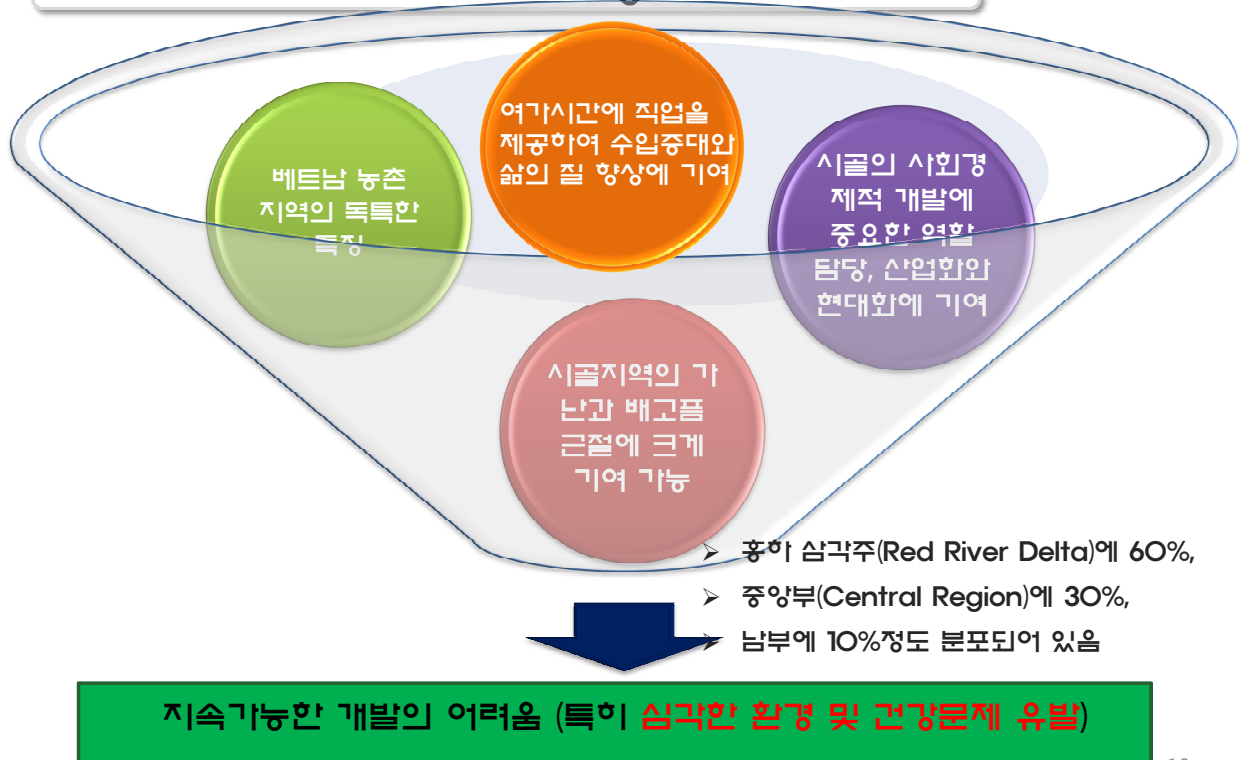 여가시간에 직업을
제공하여 수입증대와
삶의 질 향상에 기여
베트남 농촌
지역의 독특한
특징
시골의 사회경
제적 개발에
중요한 역할
담당, 산업화와
현대화에 기여
시골지역의 가
난과 배고픔
근절에 크게
기여 가능
➢ 홍하 삼각주(Red River Delta)에 60%,
➢ 중앙부(Central Region)에 30%,
➢ 남부에 10%정도 분포되어 있음
지속가능한 개발의 어려움 (특히 심각한 환경 및 건강문제 유발)